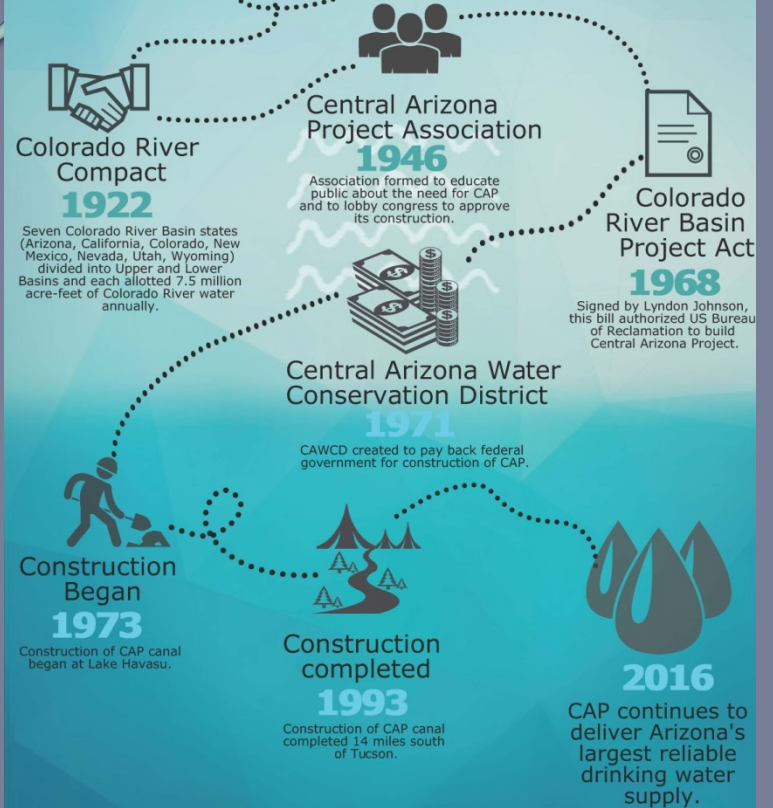 Colorado River
Compact
1922
Seven Colorado River Basin states
(Arizona, California, Colorado, New
Mexico, Nevada, Utah, Wyoming)
divided into Upper and Lower
Basins and each allotted 7.5 million
acre-feet of Colorado River water
annually.
Central Arizona
Project Association
1946
Association formed to educate
public about the need for CAP
and to lobby congress to approve
its construction.
Colorado
River Basin
Project Act
1968
Signed by Lyndon Johnson,
this bill authorized US Bureau
of Reclamation to build
Central Arizona Project.
Central Arizona Water
Conservation District
1971
CAWCD created to pay back federal
government for construction of CAP.
Construction
Began
1973
Construction of CAP canal
began at Lake Havasu.
Construction
completed
1993
Construction of CAP canal
completed 14 miles south
of Tucson.
2016
CAP continues to
deliver Arizona's
largest reliable
drinking water
supply.